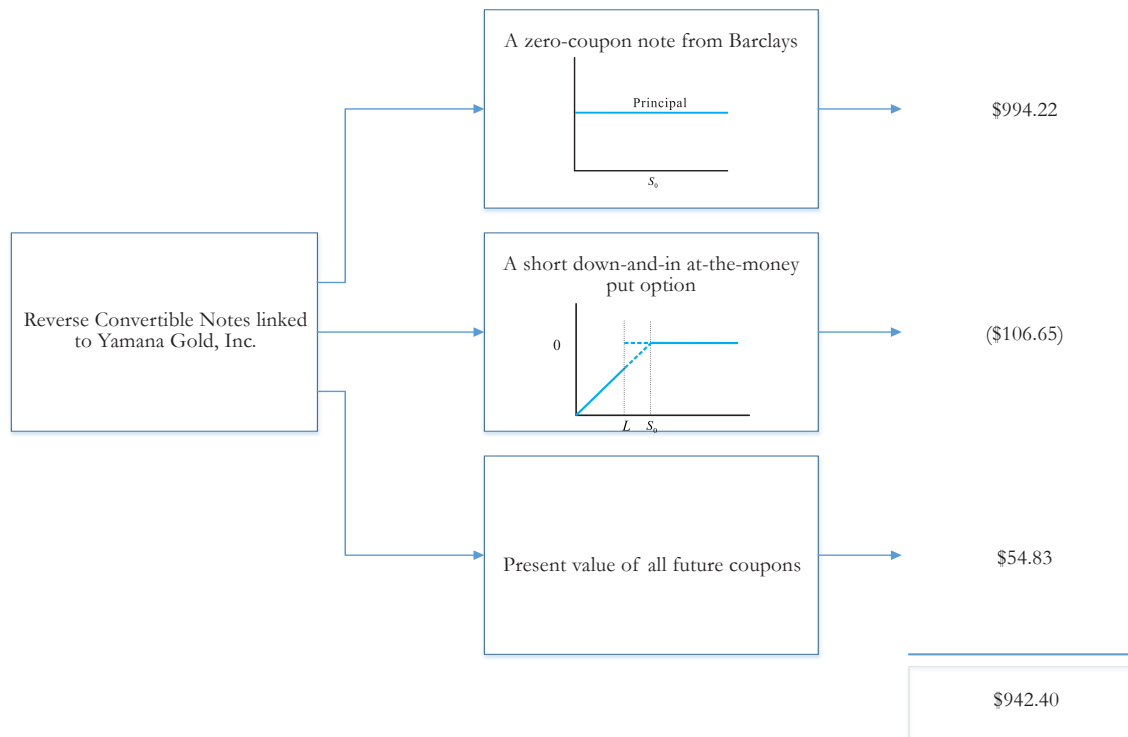 A zero-coupon note from Barclays
Principal
S₀
$994.22
Reverse Convertible Notes linked
to Yamana Gold, Inc.
A short down-and-in at-the-money
put option
0
L S₀
($106.65)
Present value of all future coupons
$54.83
$942.40